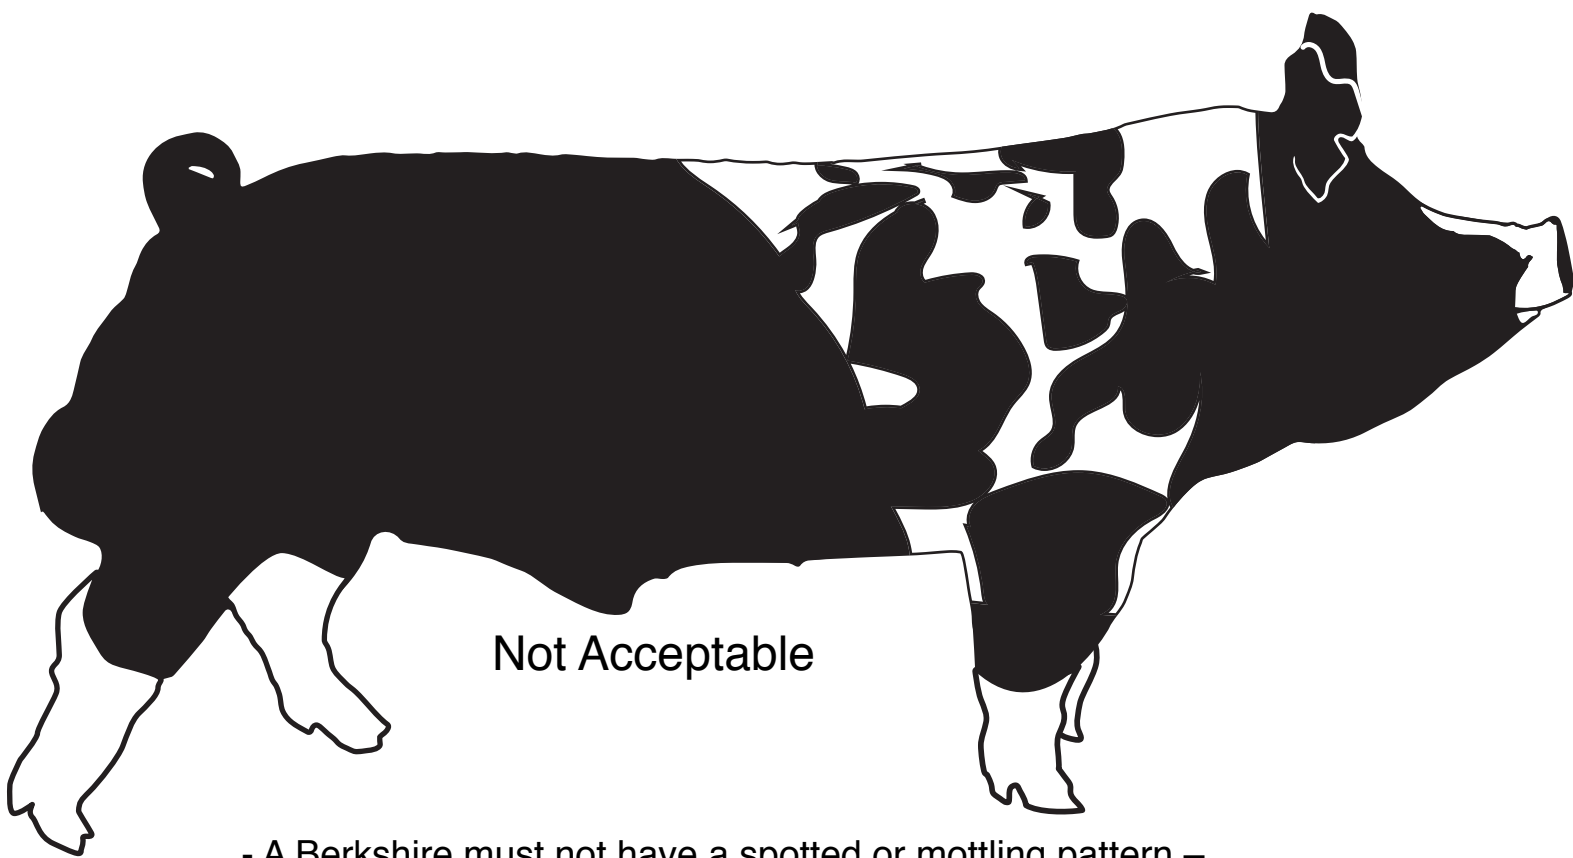 Not Acceptable
- A Berkshire must not have a spotted or mottling pattern –